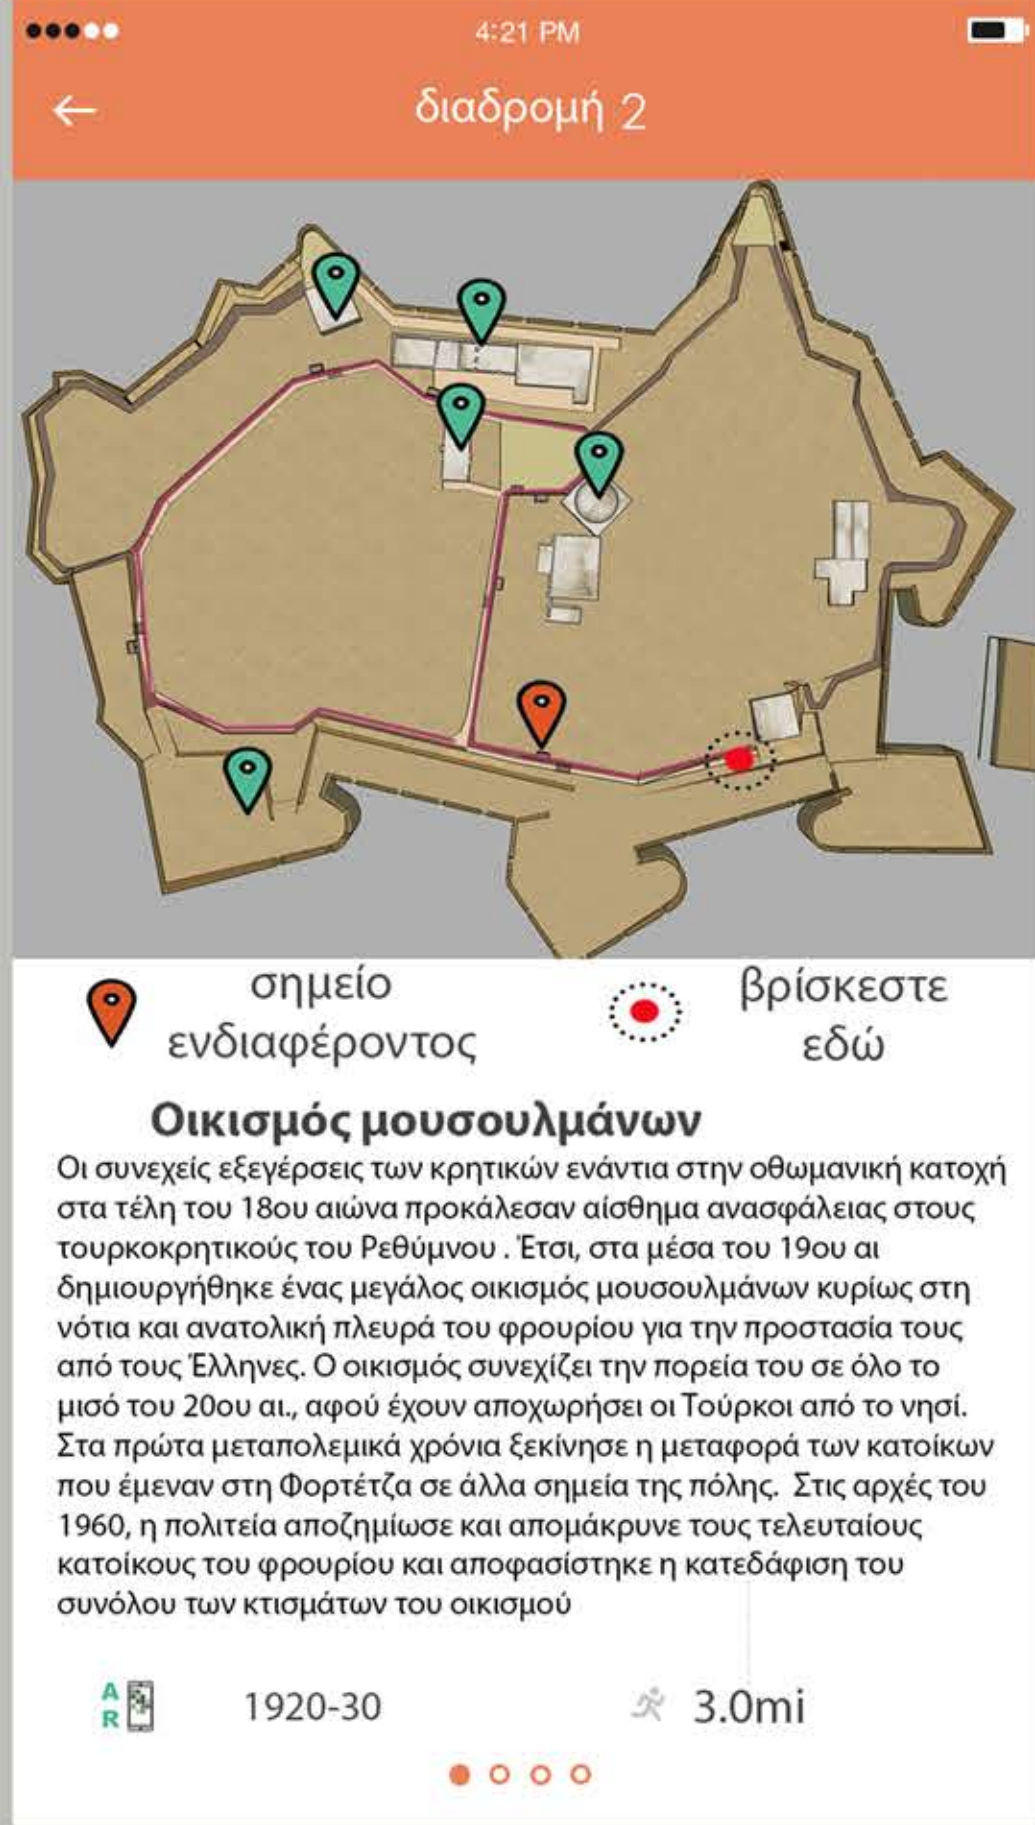 4:21 PM
διαδρομή 2
σημείο
ενδιαφέροντος
βρίσκεστε
εδώ
Οικισμός μουσουλμάνων
Οι συνεχείς εξεγέρσεις των κρητικών ενάντια στην οθωμανική κατοχή
στα τέλη του 18ου αιώνα προκάλεσαν αίσθημα ανασφάλειας στους
τουρκοκρητικούς του Ρεθύμνου . Έτσι, στα μέσα του 19ου αι
δημιουργήθηκε ένας μεγάλος οικισμός μουσουλμάνων κυρίως στη
νότια και ανατολική πλευρά του φρουρίου για την προστασία τους
από τους Έλληνες. Ο οικισμός συνεχίζει την πορεία του σε όλο το
μισό του 20ου αι., αφού έχουν αποχωρήσει οι Τούρκοι από το νησί.
Στα πρώτα μεταπολεμικά χρόνια ξεκίνησε η μεταφορά των κατοίκων
που έμεναν στη Φορτέτζα σε άλλα σημεία της πόλης.  Στις αρχές του
1960, η πολιτεία αποζημίωσε και απομάκρυνε τους τελευταίους
κατοίκους του φρουρίου και αποφασίστηκε η κατεδάφιση του
συνόλου των κτισμάτων του οικισμού
A
R
1920-30
3.0mi